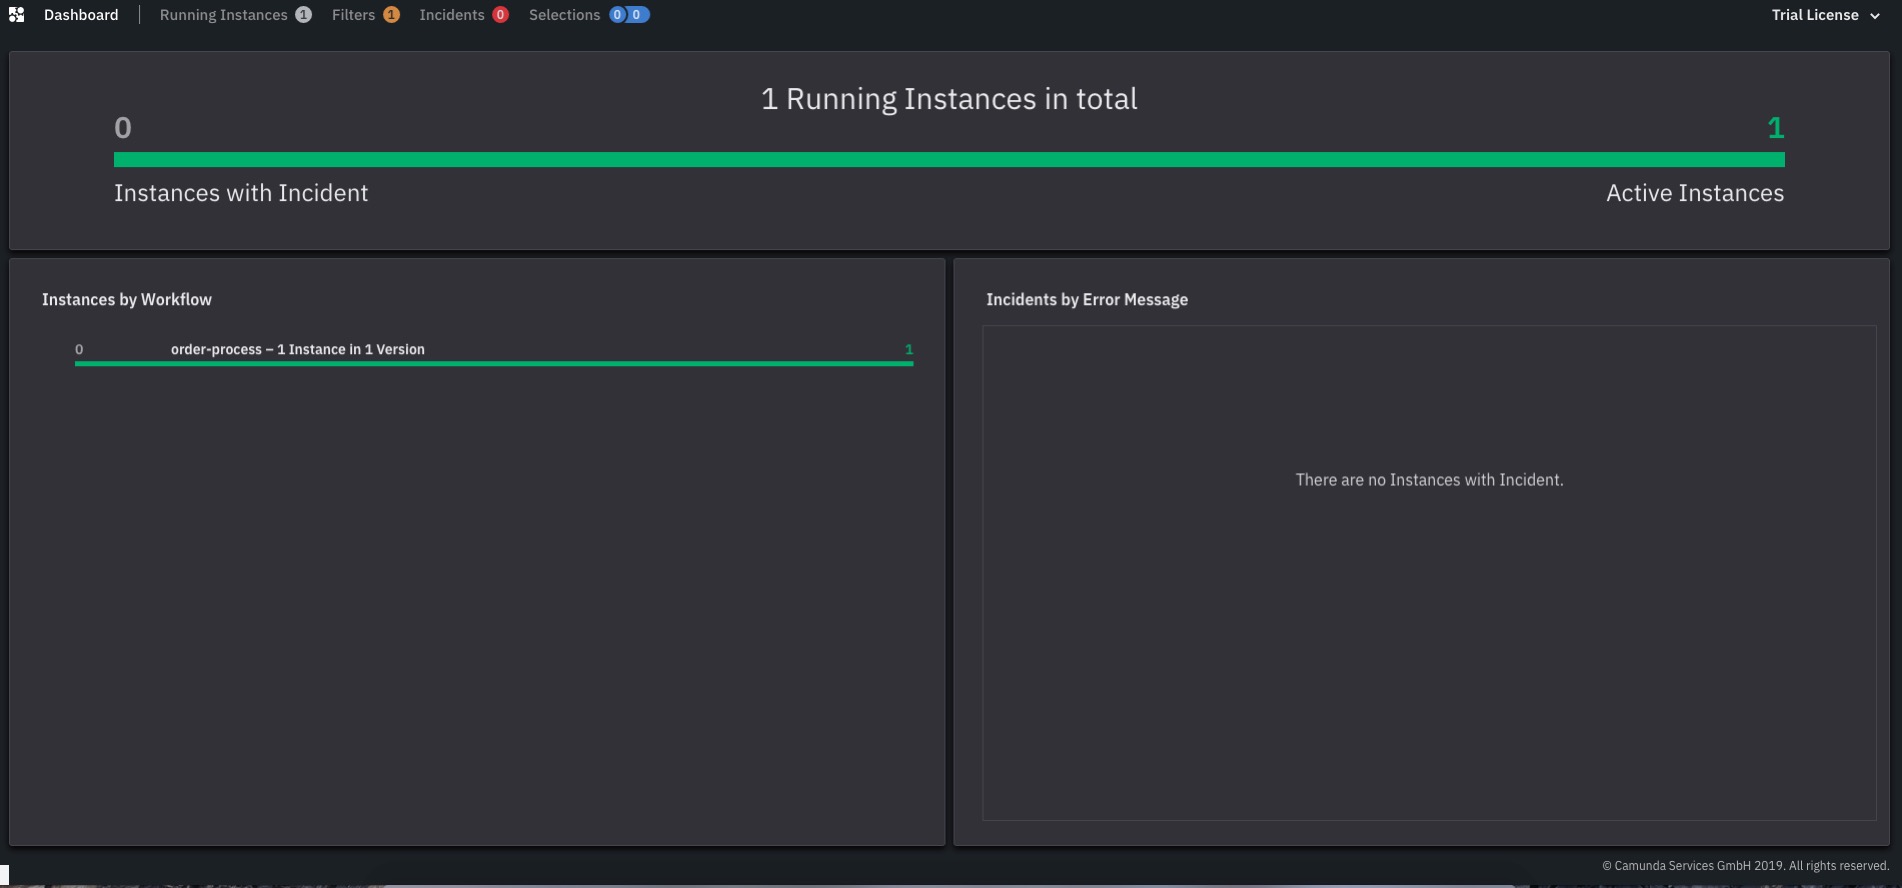 Dashboard Running Instances 1 Filters 1 Incidents 0 Selections 0 0 Trial License
1 Running Instances in total
0 1
Instances with Incident Active Instances
Instances by Workflow
0 order-process – 1 Instance in 1 Version 1
Incidents by Error Message
There are no Instances with Incident.
© Camunda Services GmbH 2019. All rights reserved.